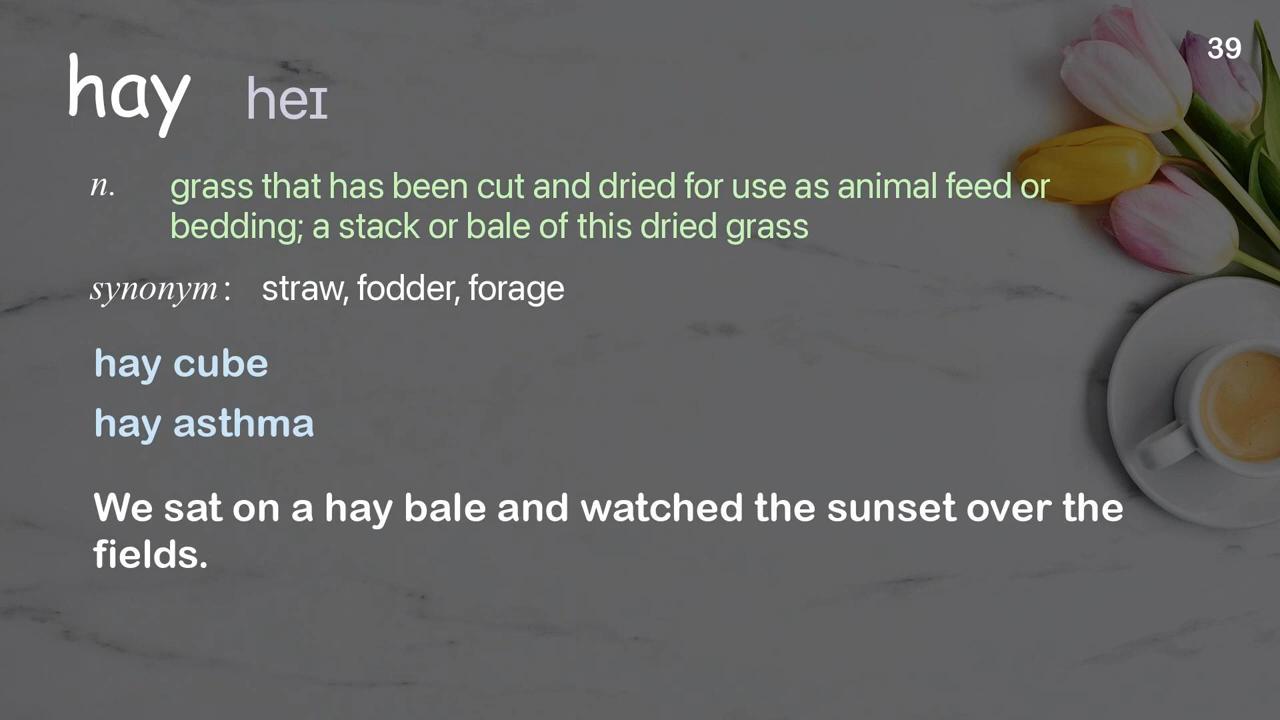 39
hay heɪ
n. grass that has been cut and dried for use as animal feed or
bedding; a stack or bale of this dried grass
synonym: straw, fodder, forage
hay cube
hay asthma
We sat on a hay bale and watched the sunset over the
fields.